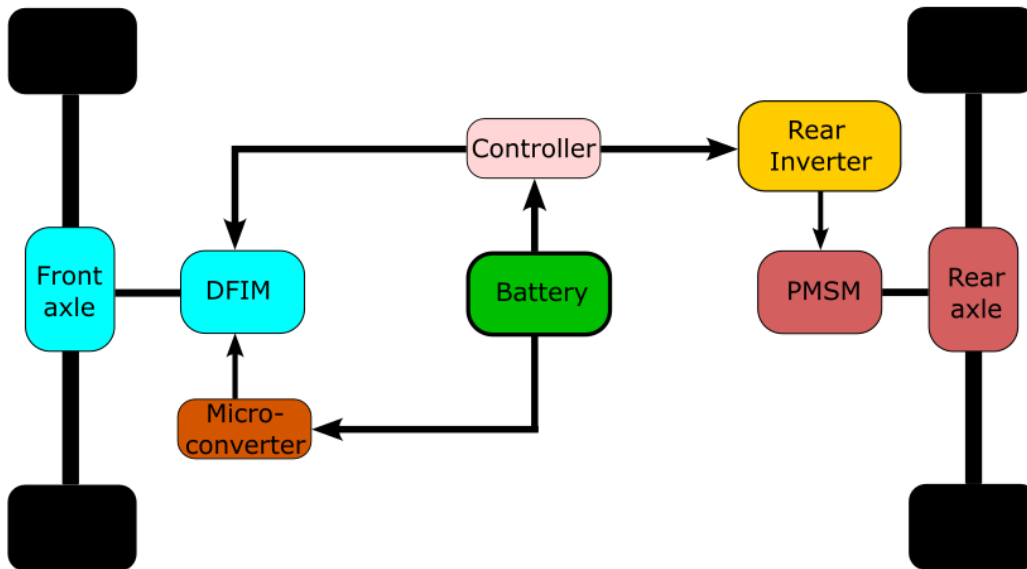 Controller
Rear
Inverter
Front
axle
DFIM
Battery
PMSM
Rear
axle
Micro-
converter